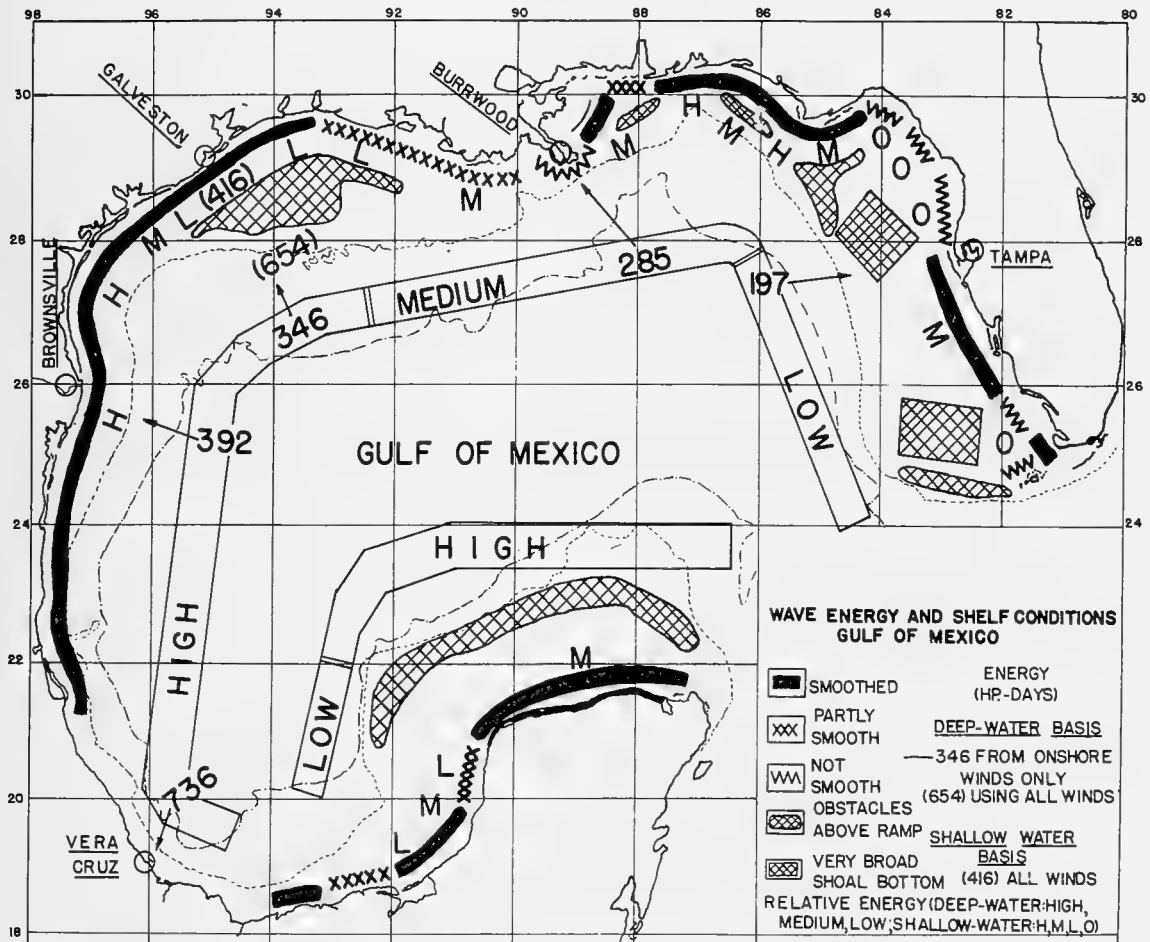 98 96 94 92 90 88 86 84 82 80
30 30
28 28
26 26
24 24
22
20
18
GALVESTON
BURRWOOD
BROWNSVILLE
TAMPA
VERA
CRUZ
H
M
H
M
M
O
O
O
M
O
L
L
L (416)
M
H
H
M
(654)
346
392
736
285
197
MEDIUM
LOW
HIGH
GULF OF MEXICO
HIGH
LOW
M
L
M
L
WAVE ENERGY AND SHELF CONDITIONS
GULF OF MEXICO
SMOOTHED
PARTLY
SMOOTH
NOT
SMOOTH
OBSTACLES
ABOVE RAMP
VERY BROAD
SHOAL BOTTOM
ENERGY
(HP.-DAYS)
DEEP-WATER BASIS
346 FROM ONSHORE
WINDS ONLY
(654) USING ALL WINDS
SHALLOW WATER
BASIS
(416) ALL WINDS
RELATIVE ENERGY (DEEP-WATER:HIGH,
MEDIUM, LOW; SHALLOW-WATER: H,M,L,O)